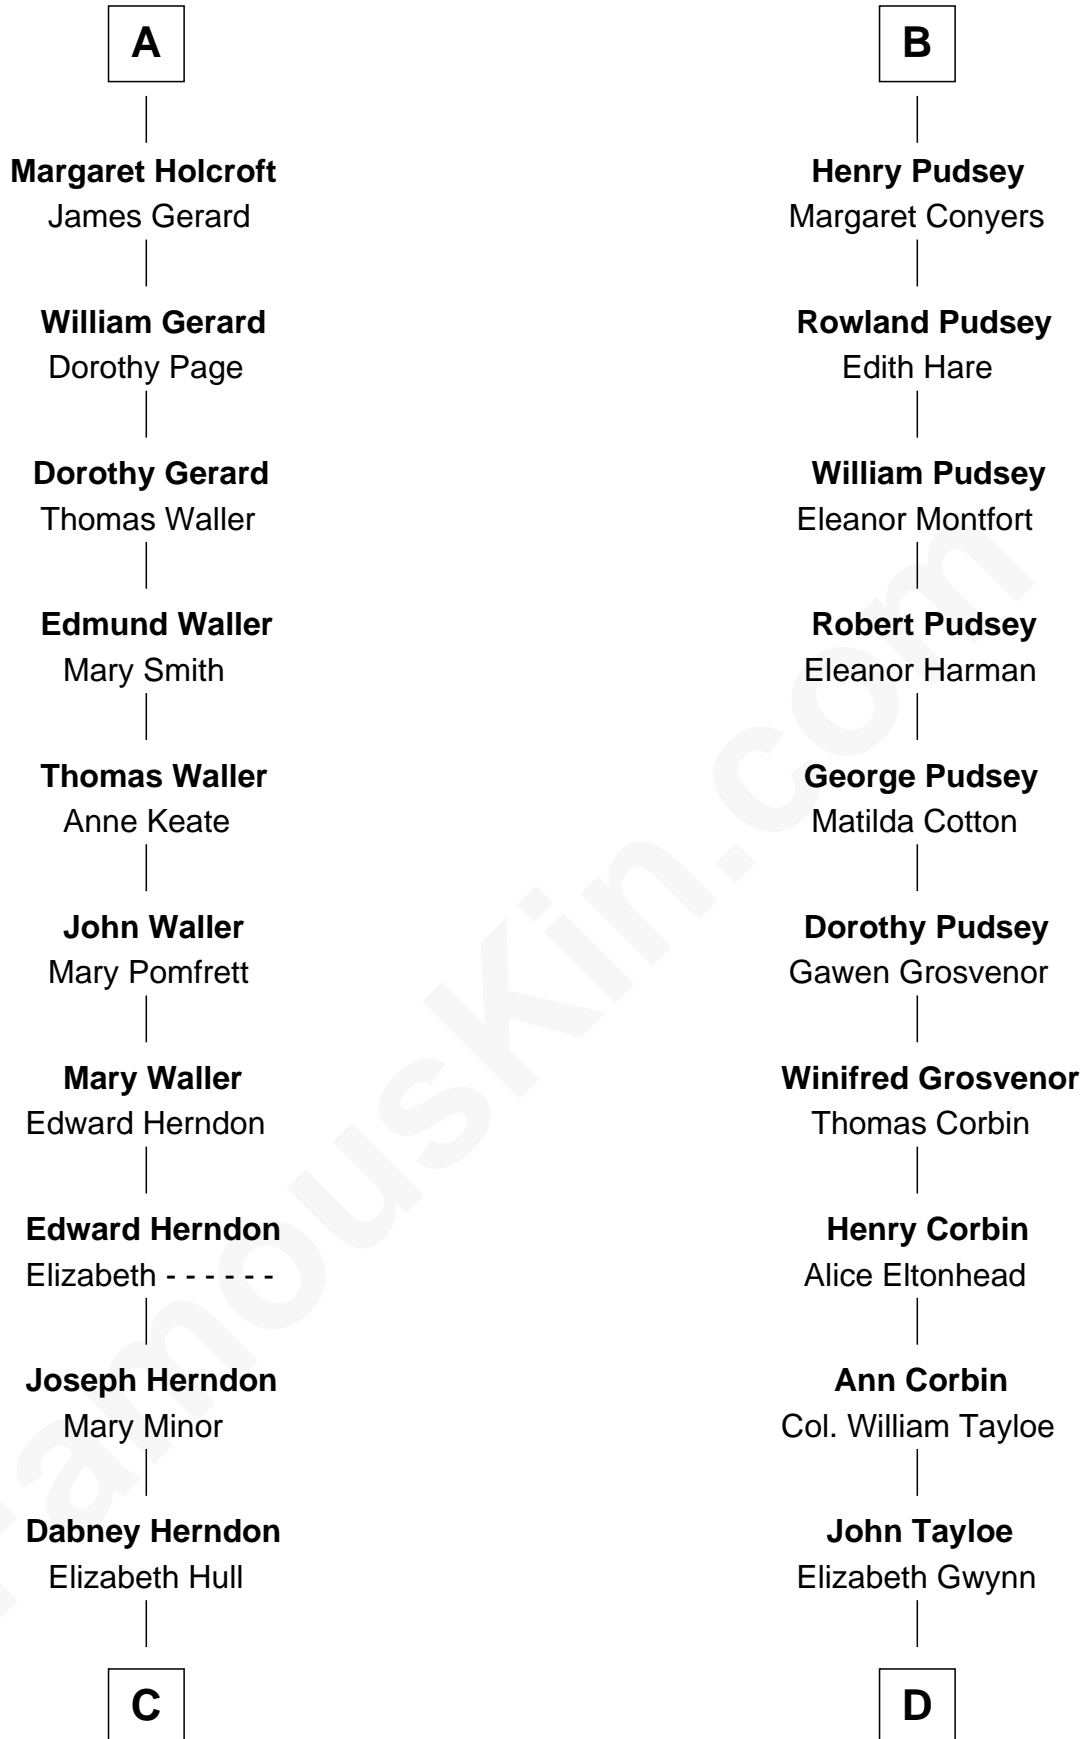 A
Margaret Holcroft
James Gerard
William Gerard
Dorothy Page
Dorothy Gerard
Thomas Waller
Edmund Waller
Mary Smith
Thomas Waller
Anne Keate
John Waller
Mary Pomfrett
Mary Waller
Edward Herndon
Edward Herndon
Elizabeth - - - - - -
Joseph Herndon
Mary Minor
Dabney Herndon
Elizabeth Hull
C
B
Henry Pudsey
Margaret Conyers
Rowland Pudsey
Edith Hare
William Pudsey
Eleanor Montfort
Robert Pudsey
Eleanor Harman
George Pudsey
Matilda Cotton
Dorothy Pudsey
Gawen Grosvenor
Winifred Grosvenor
Thomas Corbin
Henry Corbin
Alice Eltonhead
Ann Corbin
Col. William Tayloe
John Tayloe
Elizabeth Gwynn
D
FamousKin.com